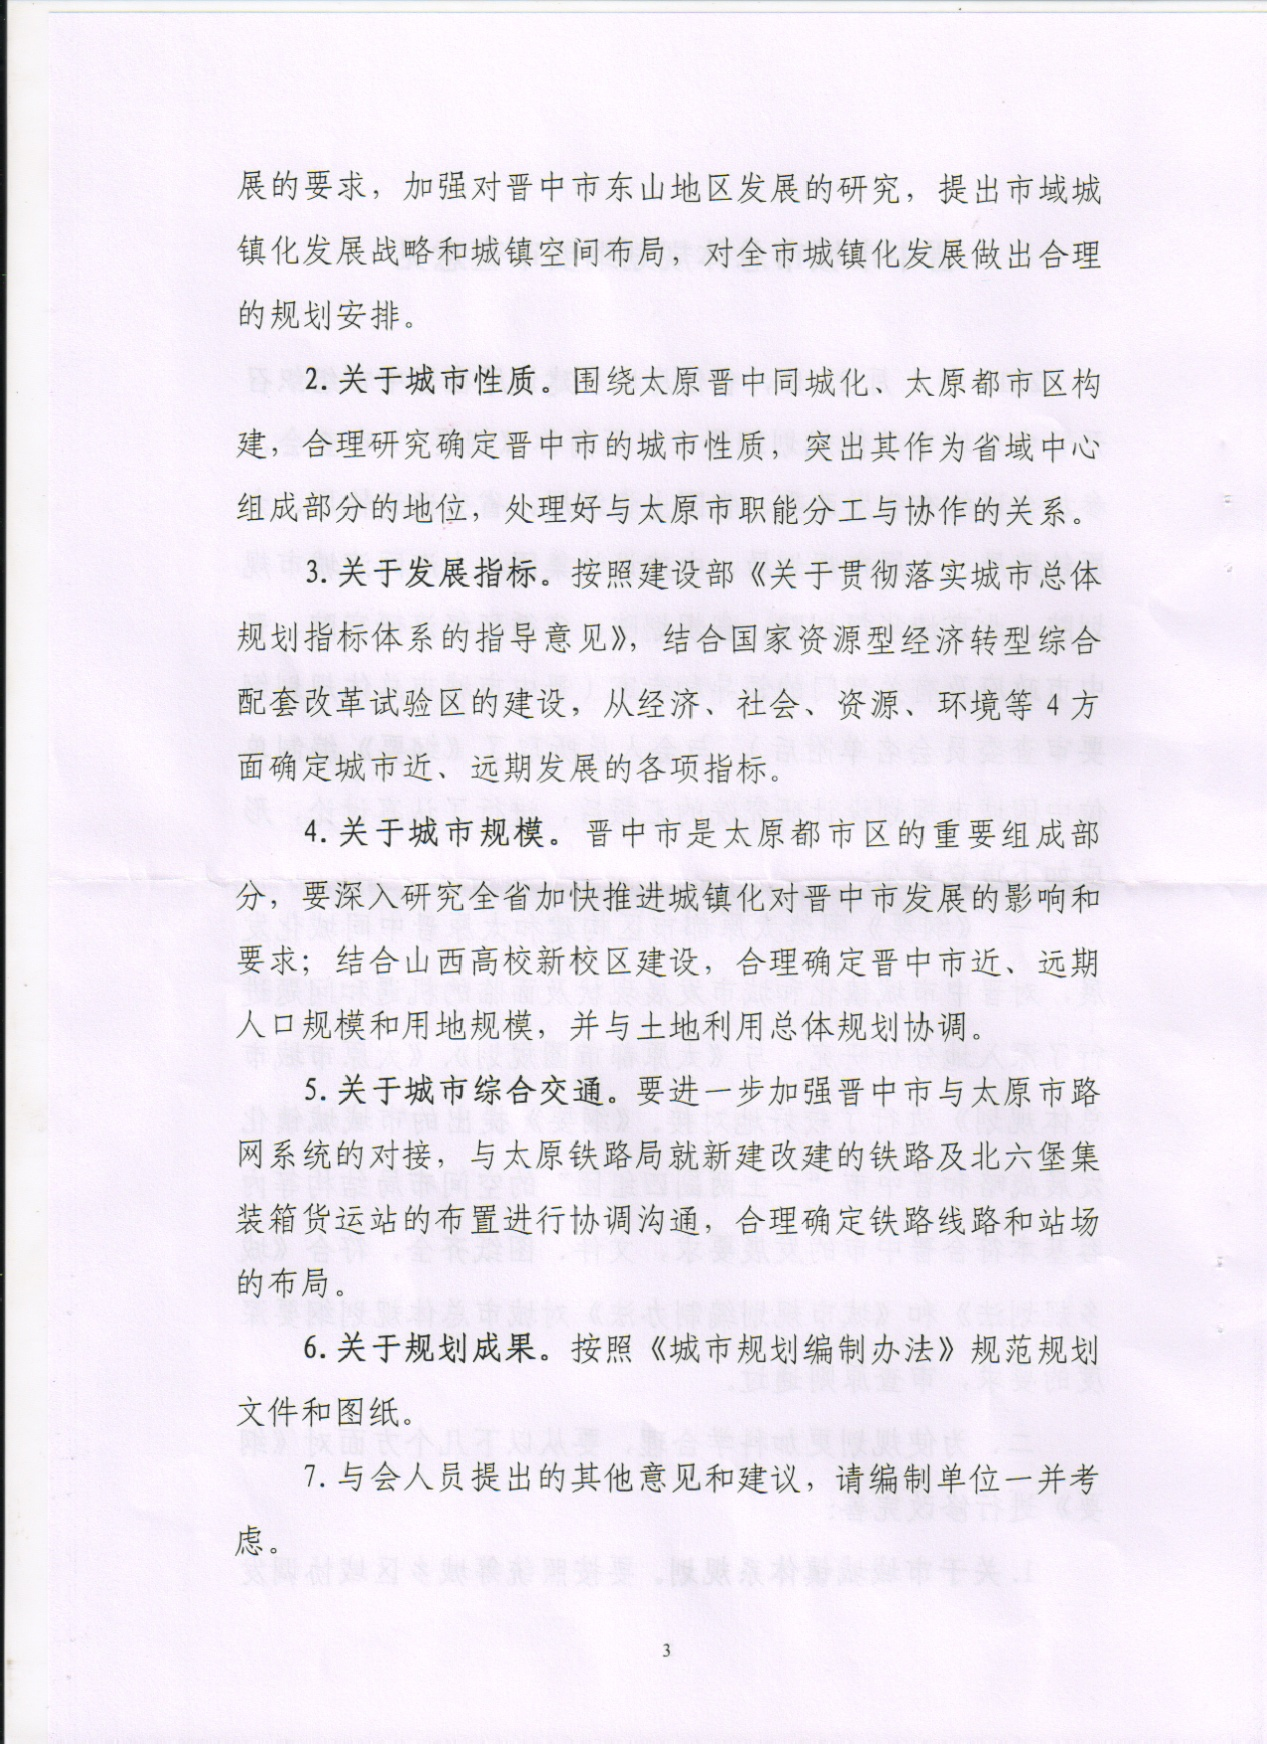 展的要求，加强对晋中市东山地区发展的研究，提出市域城
镇化发展战略和城镇空间布局，对全市城镇化发展做出合理
的规划安排。
2. 关于城市性质。围绕太原晋中同城化、太原都市区构
建，合理研究确定晋中市的城市性质，突出其作为省域中心
组成部分的地位，处理好与太原市职能分工与协作的关系。
3. 关于发展指标。按照建设部《关于贯彻落实城市总体
规划指标体系的指导意见》，结合国家资源型经济转型综合
配套改革试验区的建设，从经济、社会、资源、环境等 4 方
面确定城市近、远期发展的各项指标。
4. 关于城市规模。晋中市是太原都市区的重要组成部
分，要深入研究全省加快推进城镇化对晋中市发展的影响和
要求；结合山西高校新校区建设，合理确定晋中市近、远期
人口规模和用地规模，并与土地利用总体规划协调。
5. 关于城市综合交通。要进一步加强晋中市与太原市路
网系统的对接，与太原铁路局就新建改建的铁路及北六堡集
装箱货运站的布置进行协调沟通，合理确定铁路线路和站场
的布局。
6. 关于规划成果。按照《城市规划编制办法》规范规划
文件和图纸。
7. 与会人员提出的其他意见和建议，请编制单位一并考
虑。
3